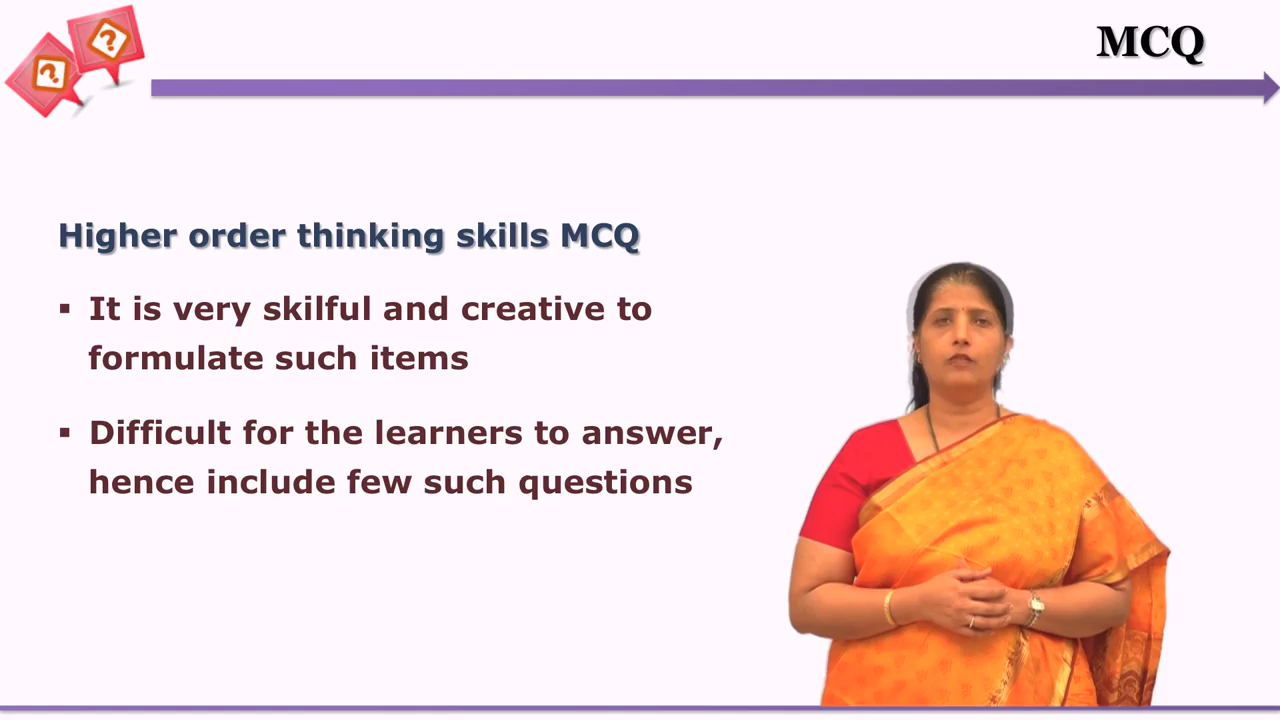 MCQ
Higher order thinking skills MCQ
▪ It is very skilful and creative to
formulate such items
▪ Difficult for the learners to answer,
hence include few such questions